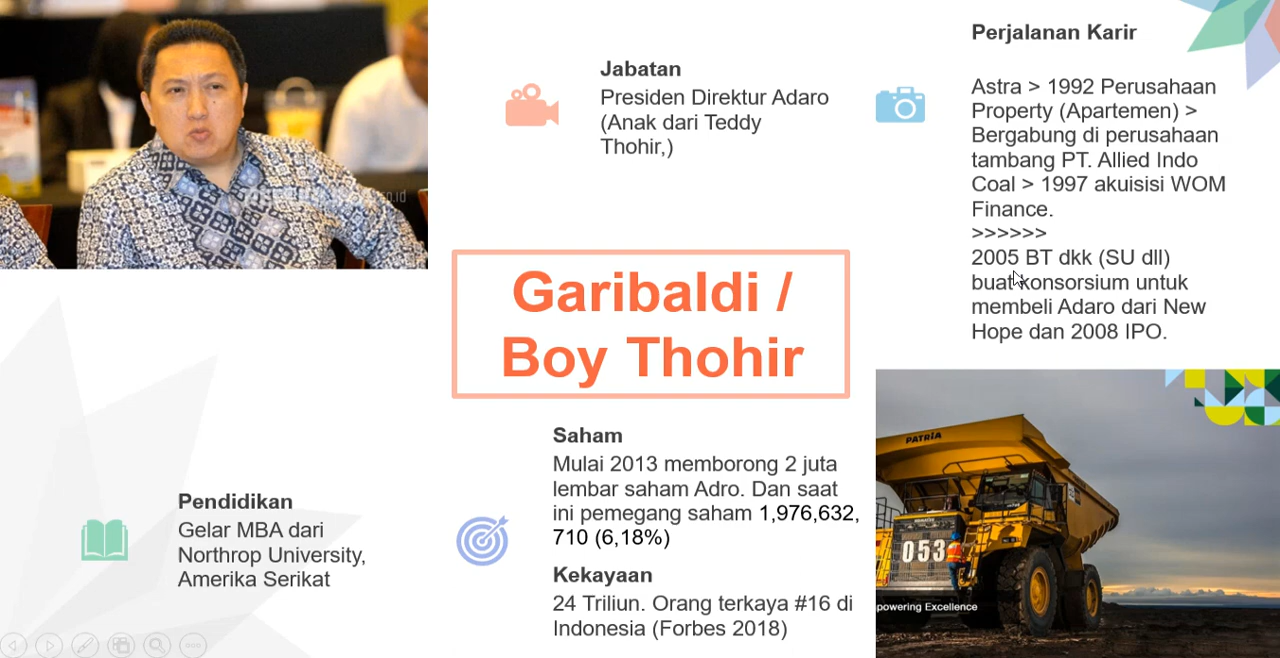 Jabatan
Presiden Direktur Adaro
(Anak dari Teddy
Thohir,)
Perjalanan Karir
Astra > 1992 Perusahaan
Property (Apartemen) >
Bergabung di perusahaan
tambang PT. Allied Indo
Coal > 1997 akuisisi WOM
Finance.
>>>>>>
2005 BT dkk (SU dll)
buat konsorsium untuk
membeli Adaro dari New
Hope dan 2008 IPO.
Garibaldi /
Boy Thohir
Pendidikan
Gelar MBA dari
Northrop University,
Amerika Serikat
Saham
Mulai 2013 memborong 2 juta
lembar saham Adro. Dan saat
ini pemegang saham 1,976,632,
710 (6,18%)
Kekayaan
24 Triliun. Orang terkaya #16 di
Indonesia (Forbes 2018)
PATRIA
KOMATSU
053
powering Excellence